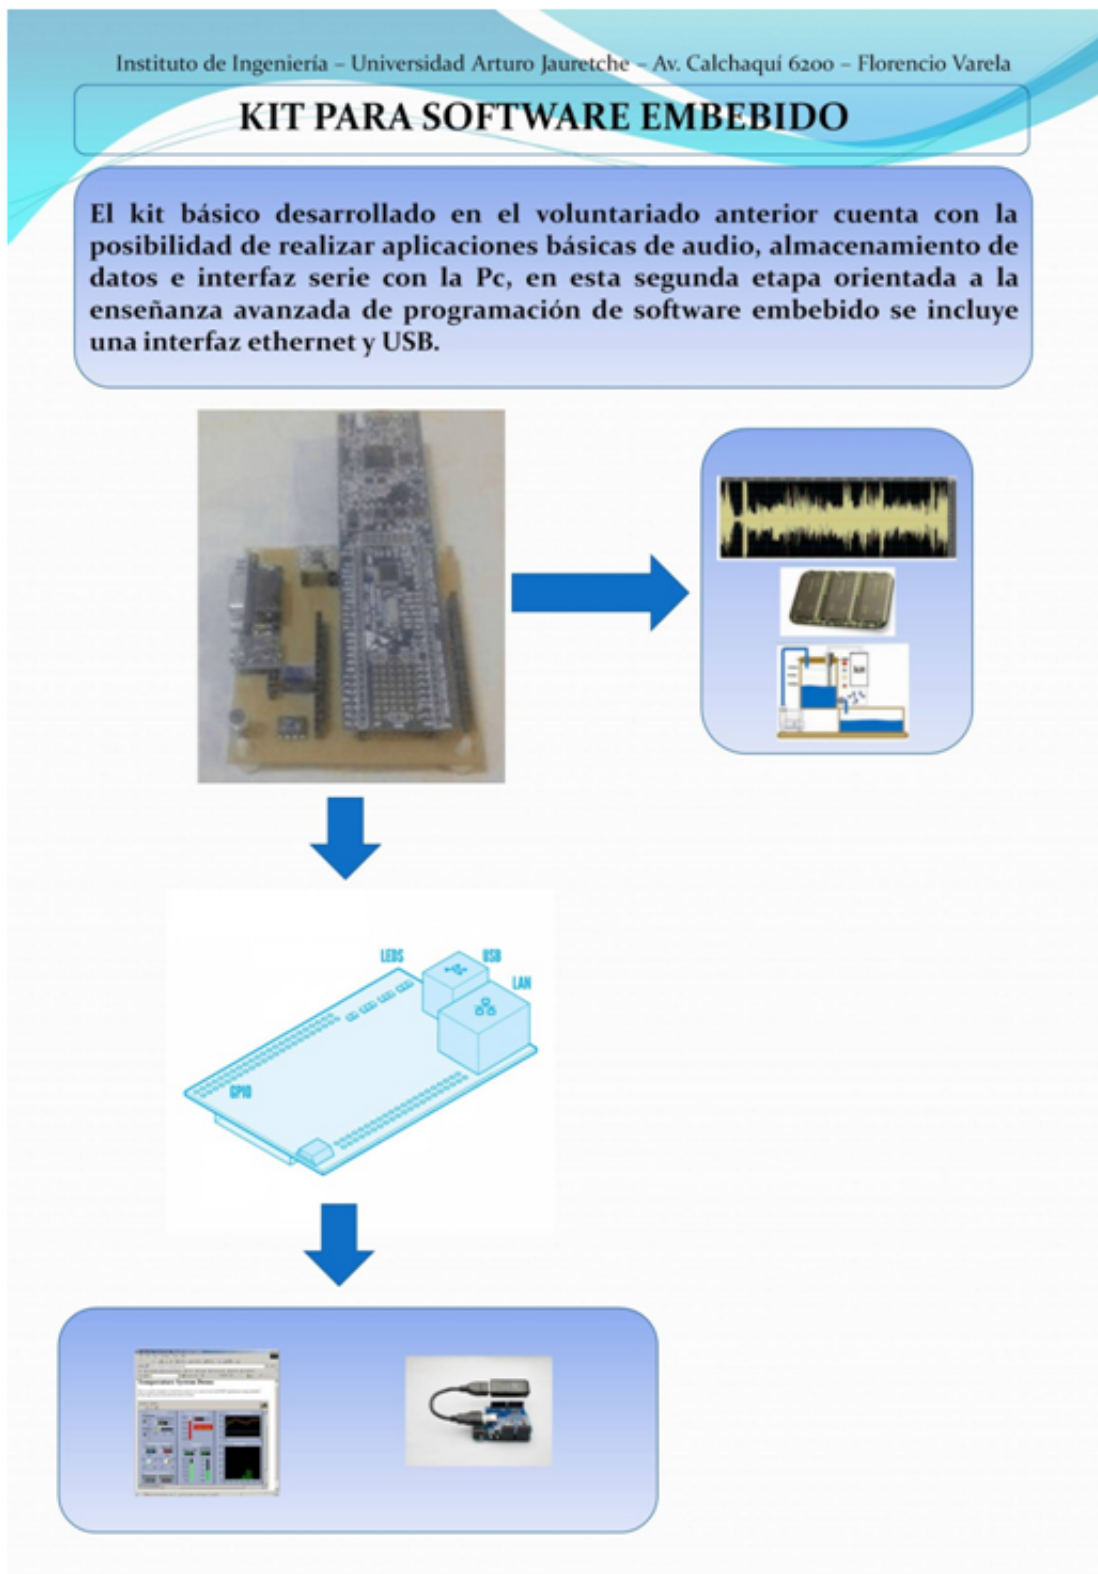 Instituto de Ingeniería – Universidad Arturo Jauretche – Av. Calchaquí 6200 – Florencio Varela
KIT PARA SOFTWARE EMBEBIDO
El kit básico desarrollado en el voluntariado anterior cuenta con la
posibilidad de realizar aplicaciones básicas de audio, almacenamiento de
datos e interfaz serie con la Pc, en esta segunda etapa orientada a la
enseñanza avanzada de programación de software embebido se incluye
una interfaz ethernet y USB.
LEDS
USB
LAN
GPIO
Temperature System Demo